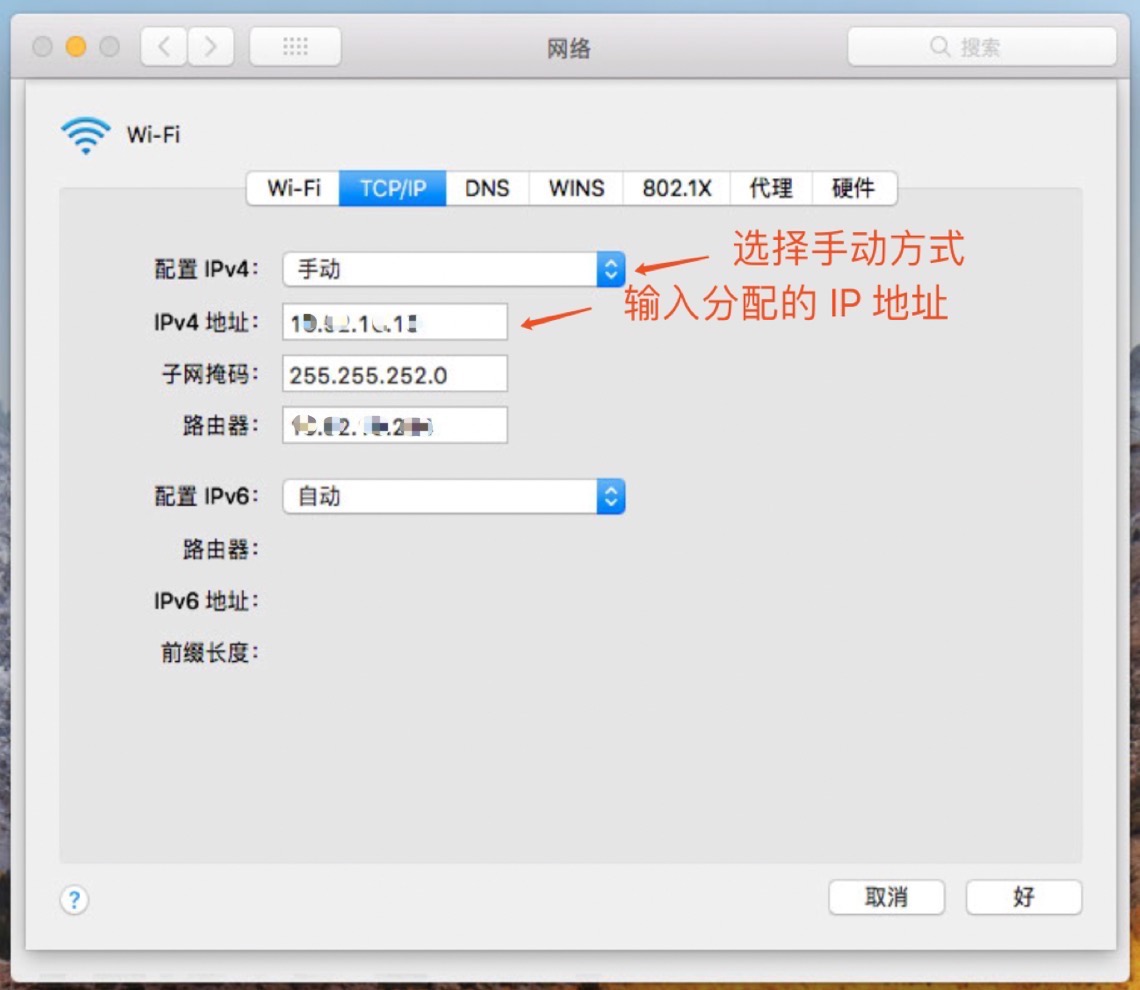 网络
搜索
Wi-Fi
Wi-Fi TCP/IP DNS WINS 802.1X 代理 硬件
选择手动方式
配置 IPv4： 手动
输入分配的 IP 地址
IPv4 地址：
子网掩码： 255.255.252.0
路由器：
配置 IPv6： 自动
路由器：
IPv6 地址：
前缀长度：
?
取消
好